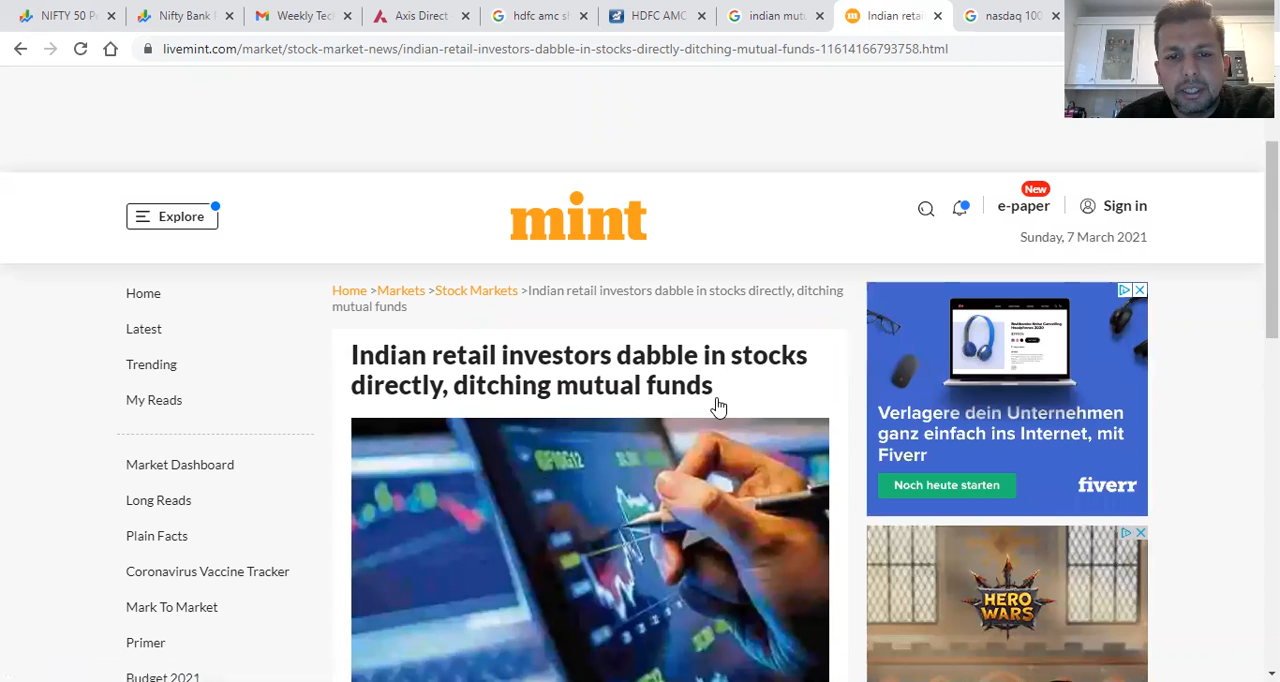 NIFTY 50 P
Nifty Bank
Weekly Tec
Axis Direct
hdfc amc s
HDFC AMC
indian mutu
Indian retai
nasdaq 100
livemint.com/market/stock-market-news/indian-retail-investors-dabble-in-stocks-directly-ditching-mutual-funds-11614166793758.html
Explore
mint
New
e-paper
Sign in
Sunday, 7 March 2021
Home
Latest
Trending
My Reads
Market Dashboard
Long Reads
Plain Facts
Coronavirus Vaccine Tracker
Mark To Market
Primer
Budget 2021
Home >Markets >Stock Markets >Indian retail investors dabble in stocks directly, ditching
mutual funds
Indian retail investors dabble in stocks
directly, ditching mutual funds
Verlagere dein Unternehmen
ganz einfach ins Internet, mit
Fiverr
Noch heute starten
fiverr
HERO
WARS